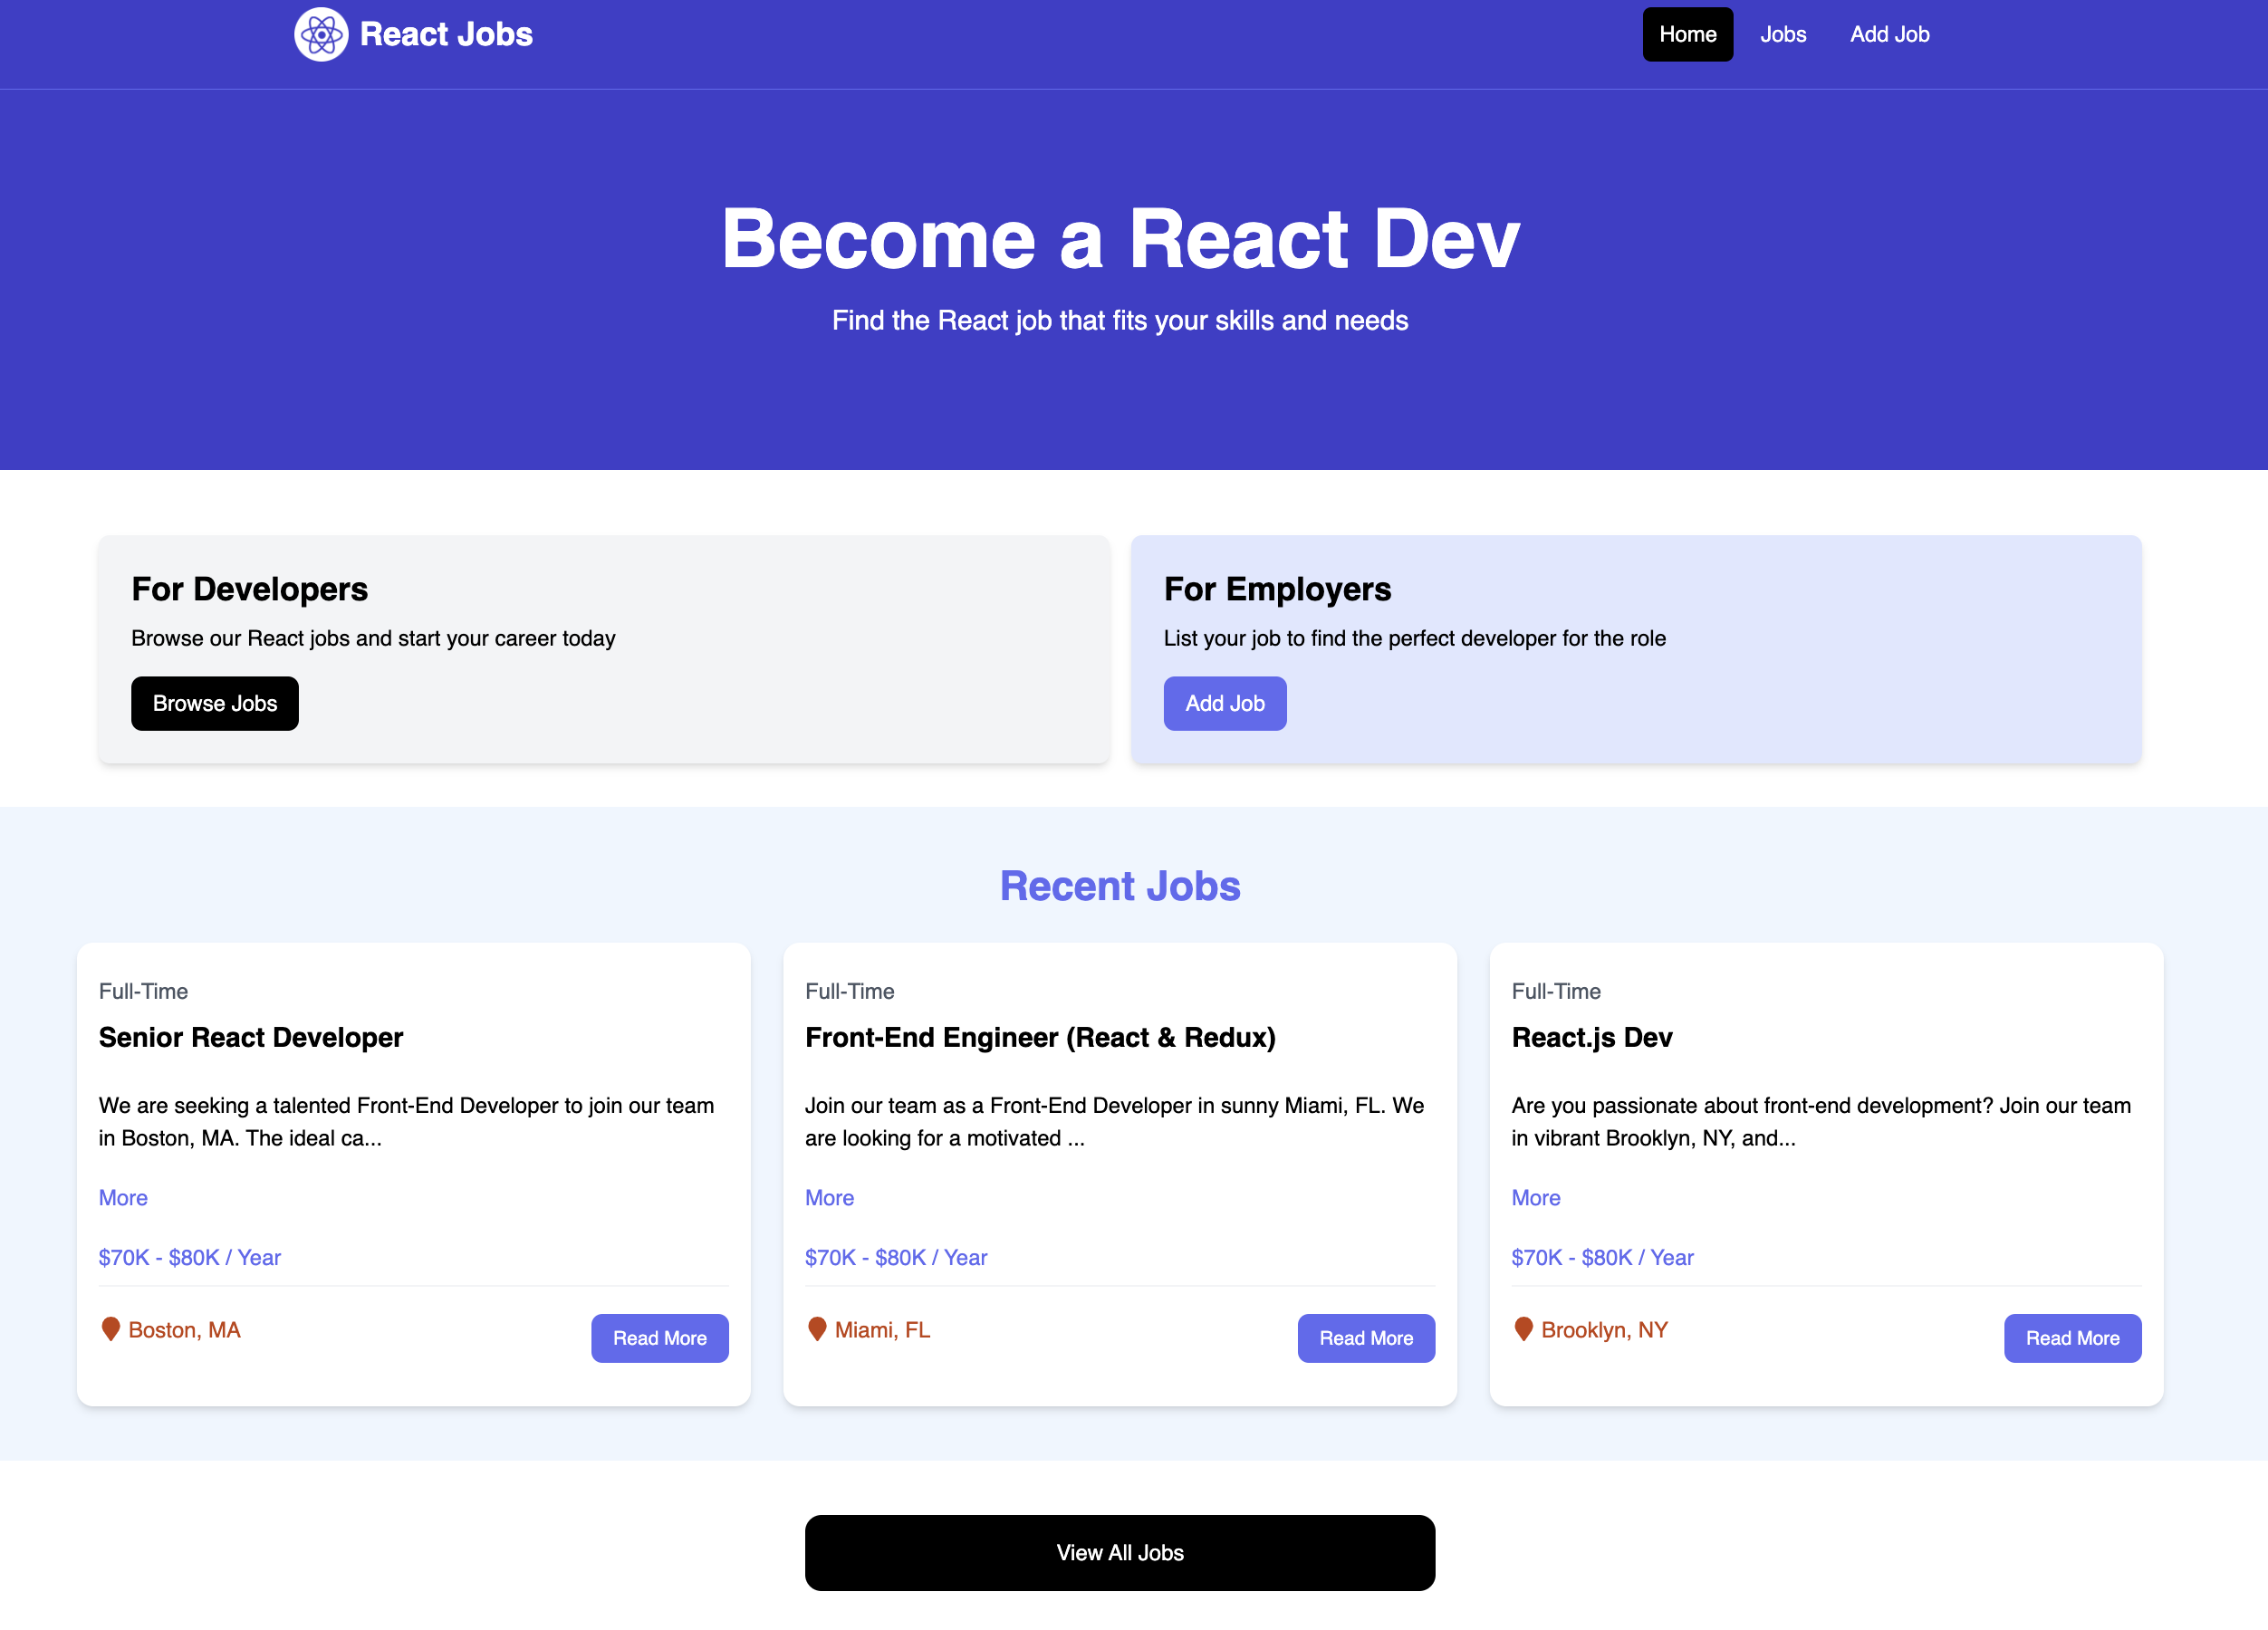 React Jobs
Home
Jobs
Add Job
Become a React Dev
Find the React job that fits your skills and needs
For Developers
Browse our React jobs and start your career today
Browse Jobs
For Employers
List your job to find the perfect developer for the role
Add Job
Recent Jobs
Full-Time
Senior React Developer
We are seeking a talented Front-End Developer to join our team
in Boston, MA. The ideal ca...
More
$70K - $80K / Year
Boston, MA
Read More
Full-Time
Front-End Engineer (React & Redux)
Join our team as a Front-End Developer in sunny Miami, FL. We
are looking for a motivated ...
More
$70K - $80K / Year
Miami, FL
Read More
Full-Time
React.js Dev
Are you passionate about front-end development? Join our team
in vibrant Brooklyn, NY, and...
More
$70K - $80K / Year
Brooklyn, NY
Read More
View All Jobs